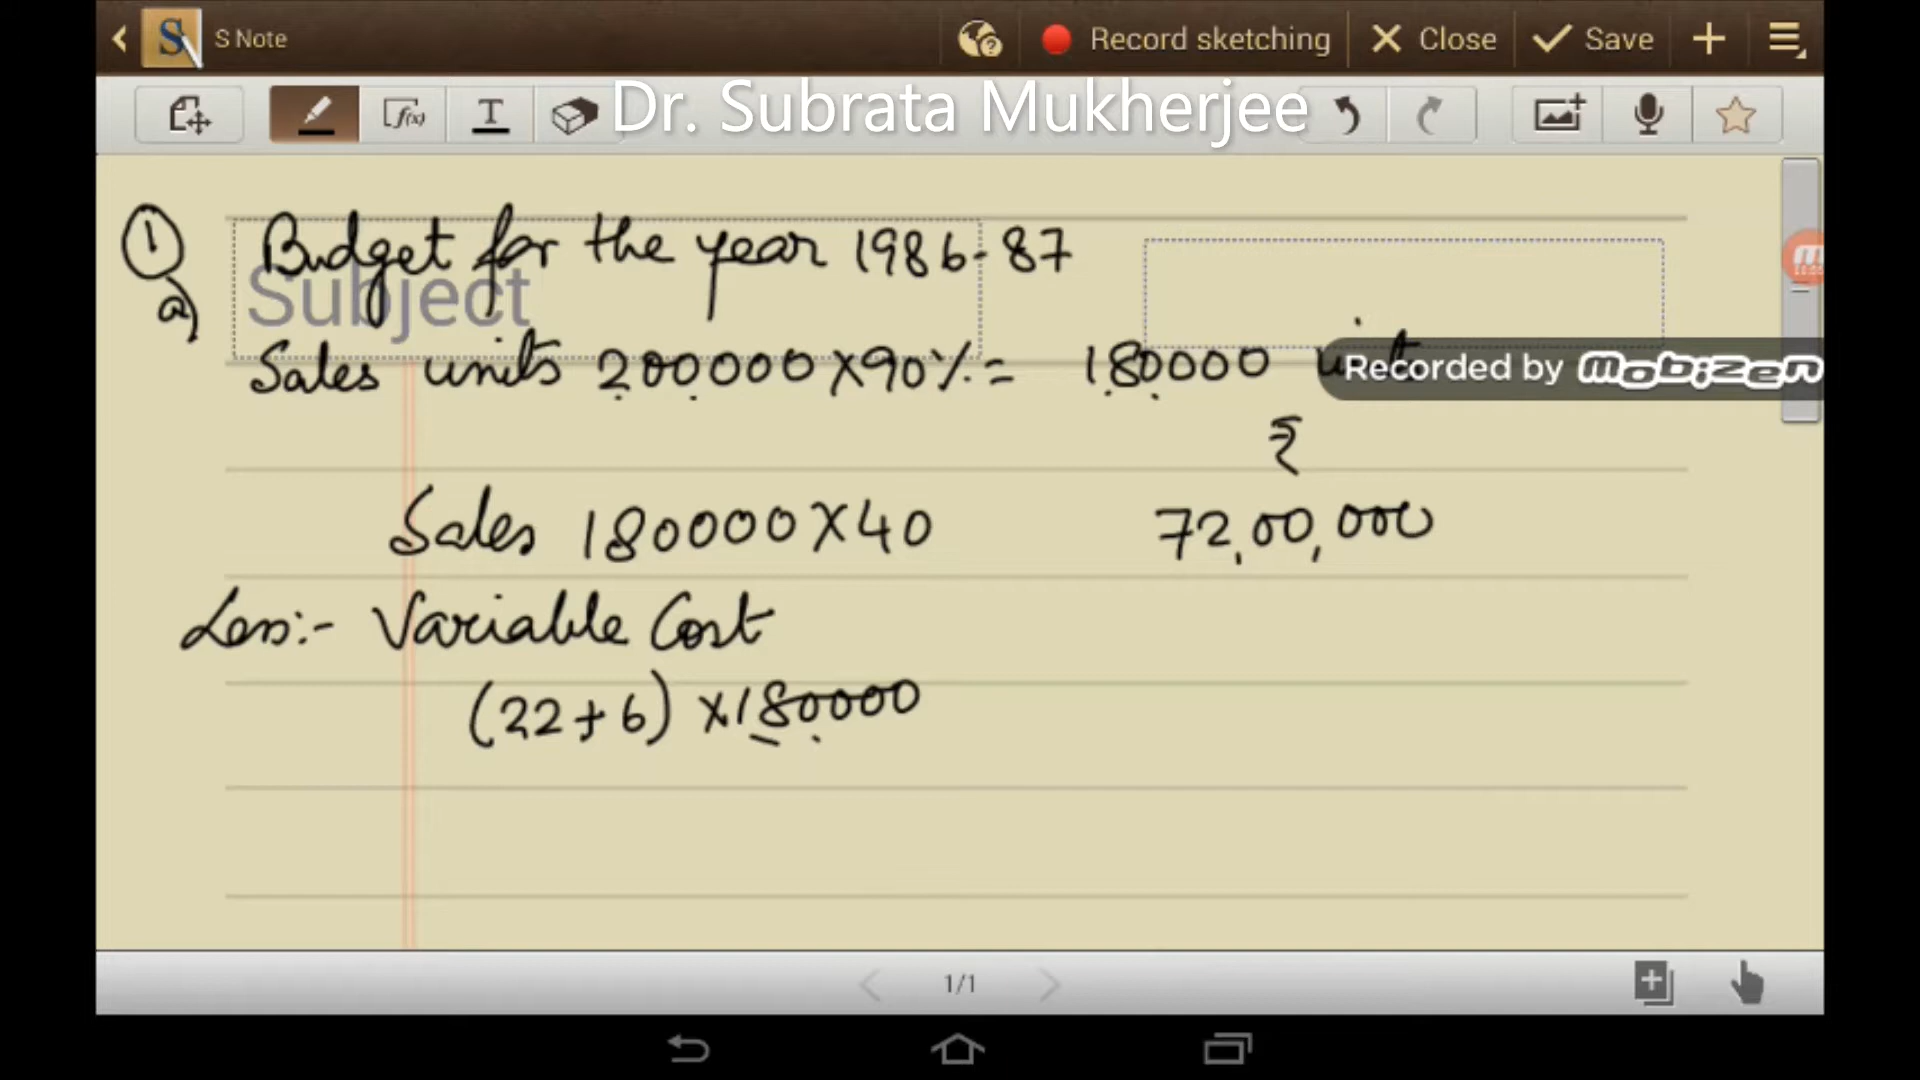 S Note
Record sketching
Close
Save
Dr. Subrata Mukherjee
1
Budget for the year 1986-87
Subject
a)
Sales units 200000 X 90% = 180000 unit
Recorded by mobizen
₹
Sales 180000 X 40 72,00,000
Less:- Variable Cost
(22+6) X 180000
1/1